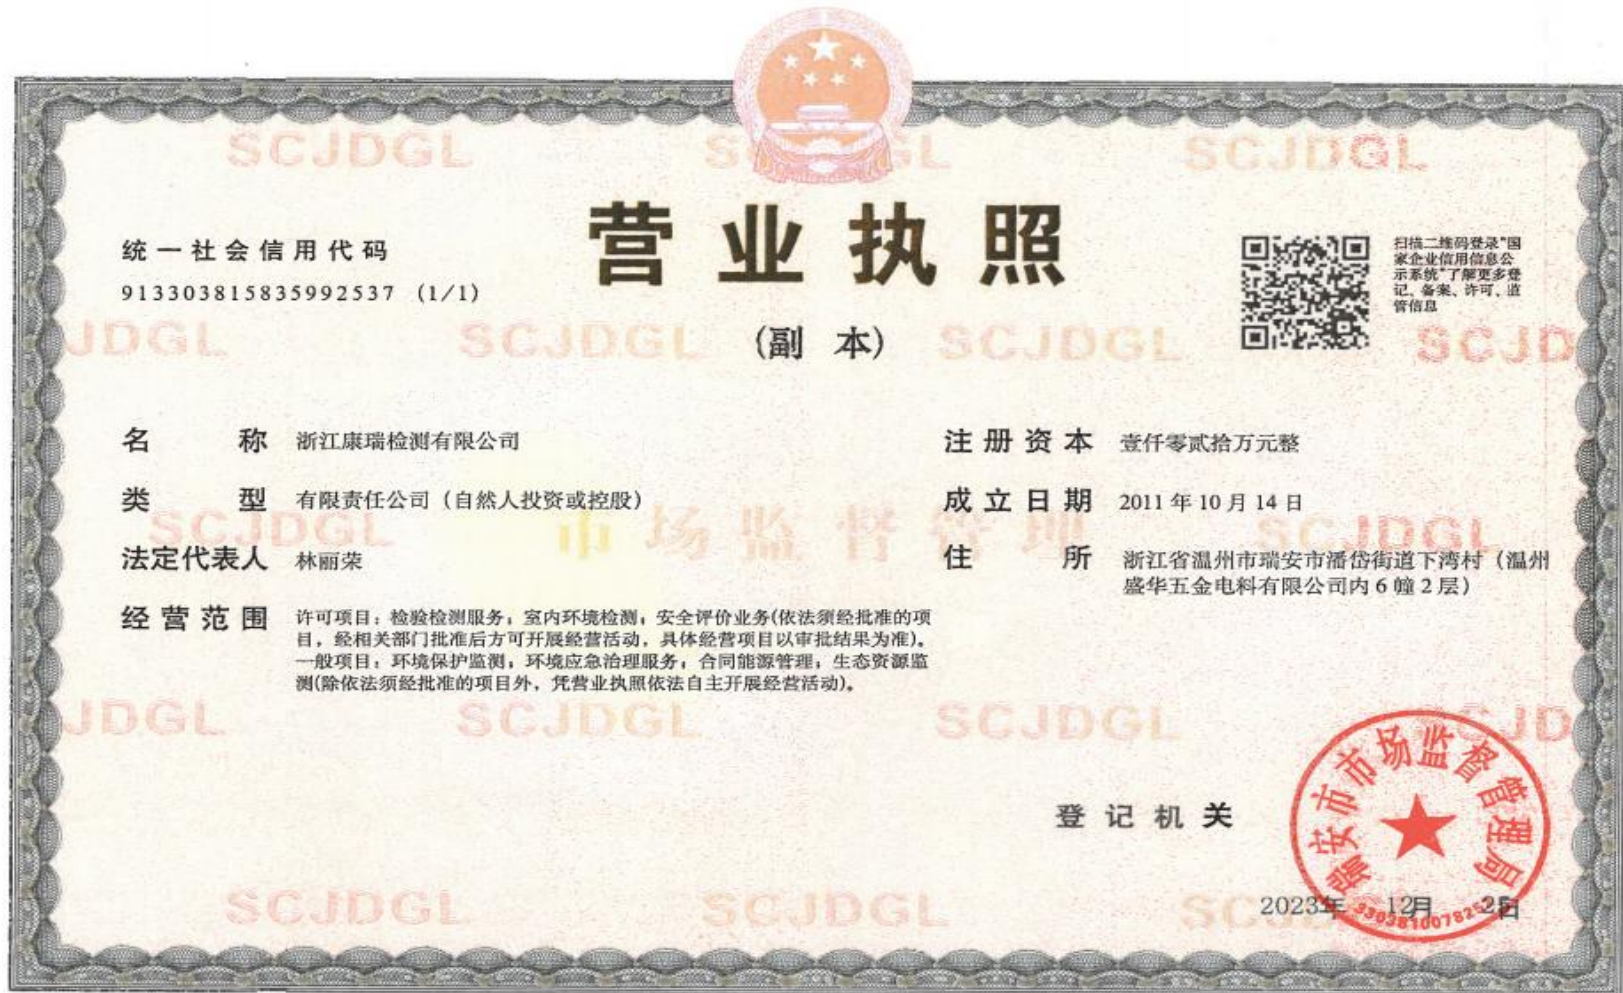 营业执照
(副 本)
统一社会信用代码
913303815835992537 (1/1)
扫描二维码登录“国
家企业信用信息公
示系统”了解更多登
记、备案、许可、监
管信息
名 称 浙江康瑞检测有限公司
类 型 有限责任公司（自然人投资或控股）
法定代表人 林丽荣
经营范围 许可项目：检验检测服务；室内环境检测；安全评价业务(依法须经批准的项
目，经相关部门批准后方可开展经营活动，具体经营项目以审批结果为准)。
一般项目：环境保护监测；环境应急治理服务；合同能源管理；生态资源监
测(除依法须经批准的项目外，凭营业执照依法自主开展经营活动)。
注册资本 壹仟零贰拾万元整
成立日期 2011年10月14日
住 所 浙江省温州市瑞安市潘岱街道下湾村（温州
盛华五金电料有限公司内6幢2层）
登记机关
瑞安市市场监督管理局
2023年 12月
SCJDGL
市场监督管理